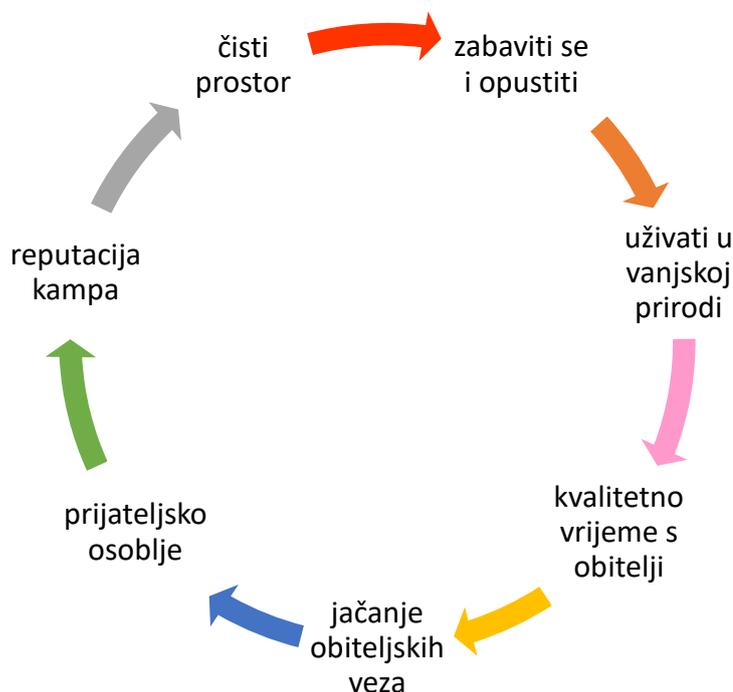 čisti
prostor
zabaviti se
i opustiti
uživati u
vanjskoj
prirodi
kvalitetno
vrijeme s
obitelji
jačanje
obiteljskih
veza
prijateljsko
osoblje
reputacija
kampa